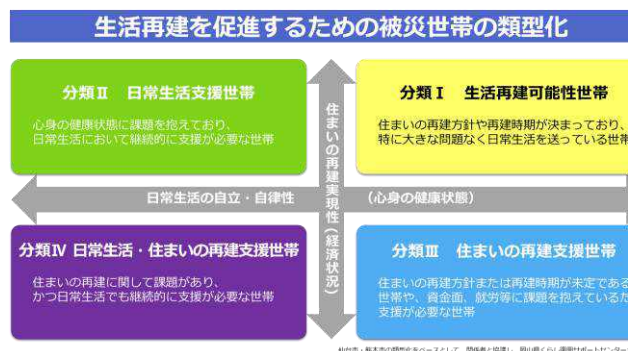 生活再建を促進するための被災世帯の類型化
分類Ⅱ 日常生活支援世帯
心身の健康状態に課題を抱えており、
日常生活において継続的に支援が必要な世帯
分類Ⅰ 生活再建可能性世帯
住まいの再建方針や再建時期が決まっており、
特に大きな問題なく日常生活を送っている世帯
住まいの再建実現性(経済状況)
日常生活の自立・自律性
(心身の健康状態)
分類Ⅳ 日常生活・住まいの再建支援世帯
住まいの再建に関して課題があり、
かつ日常生活でも継続的に支援が必要な世帯
分類Ⅲ 住まいの再建支援世帯
住まいの再建方針または再建時期が未定である
世帯や、資金面、就労等に課題を抱えているた
支援が必要な世帯